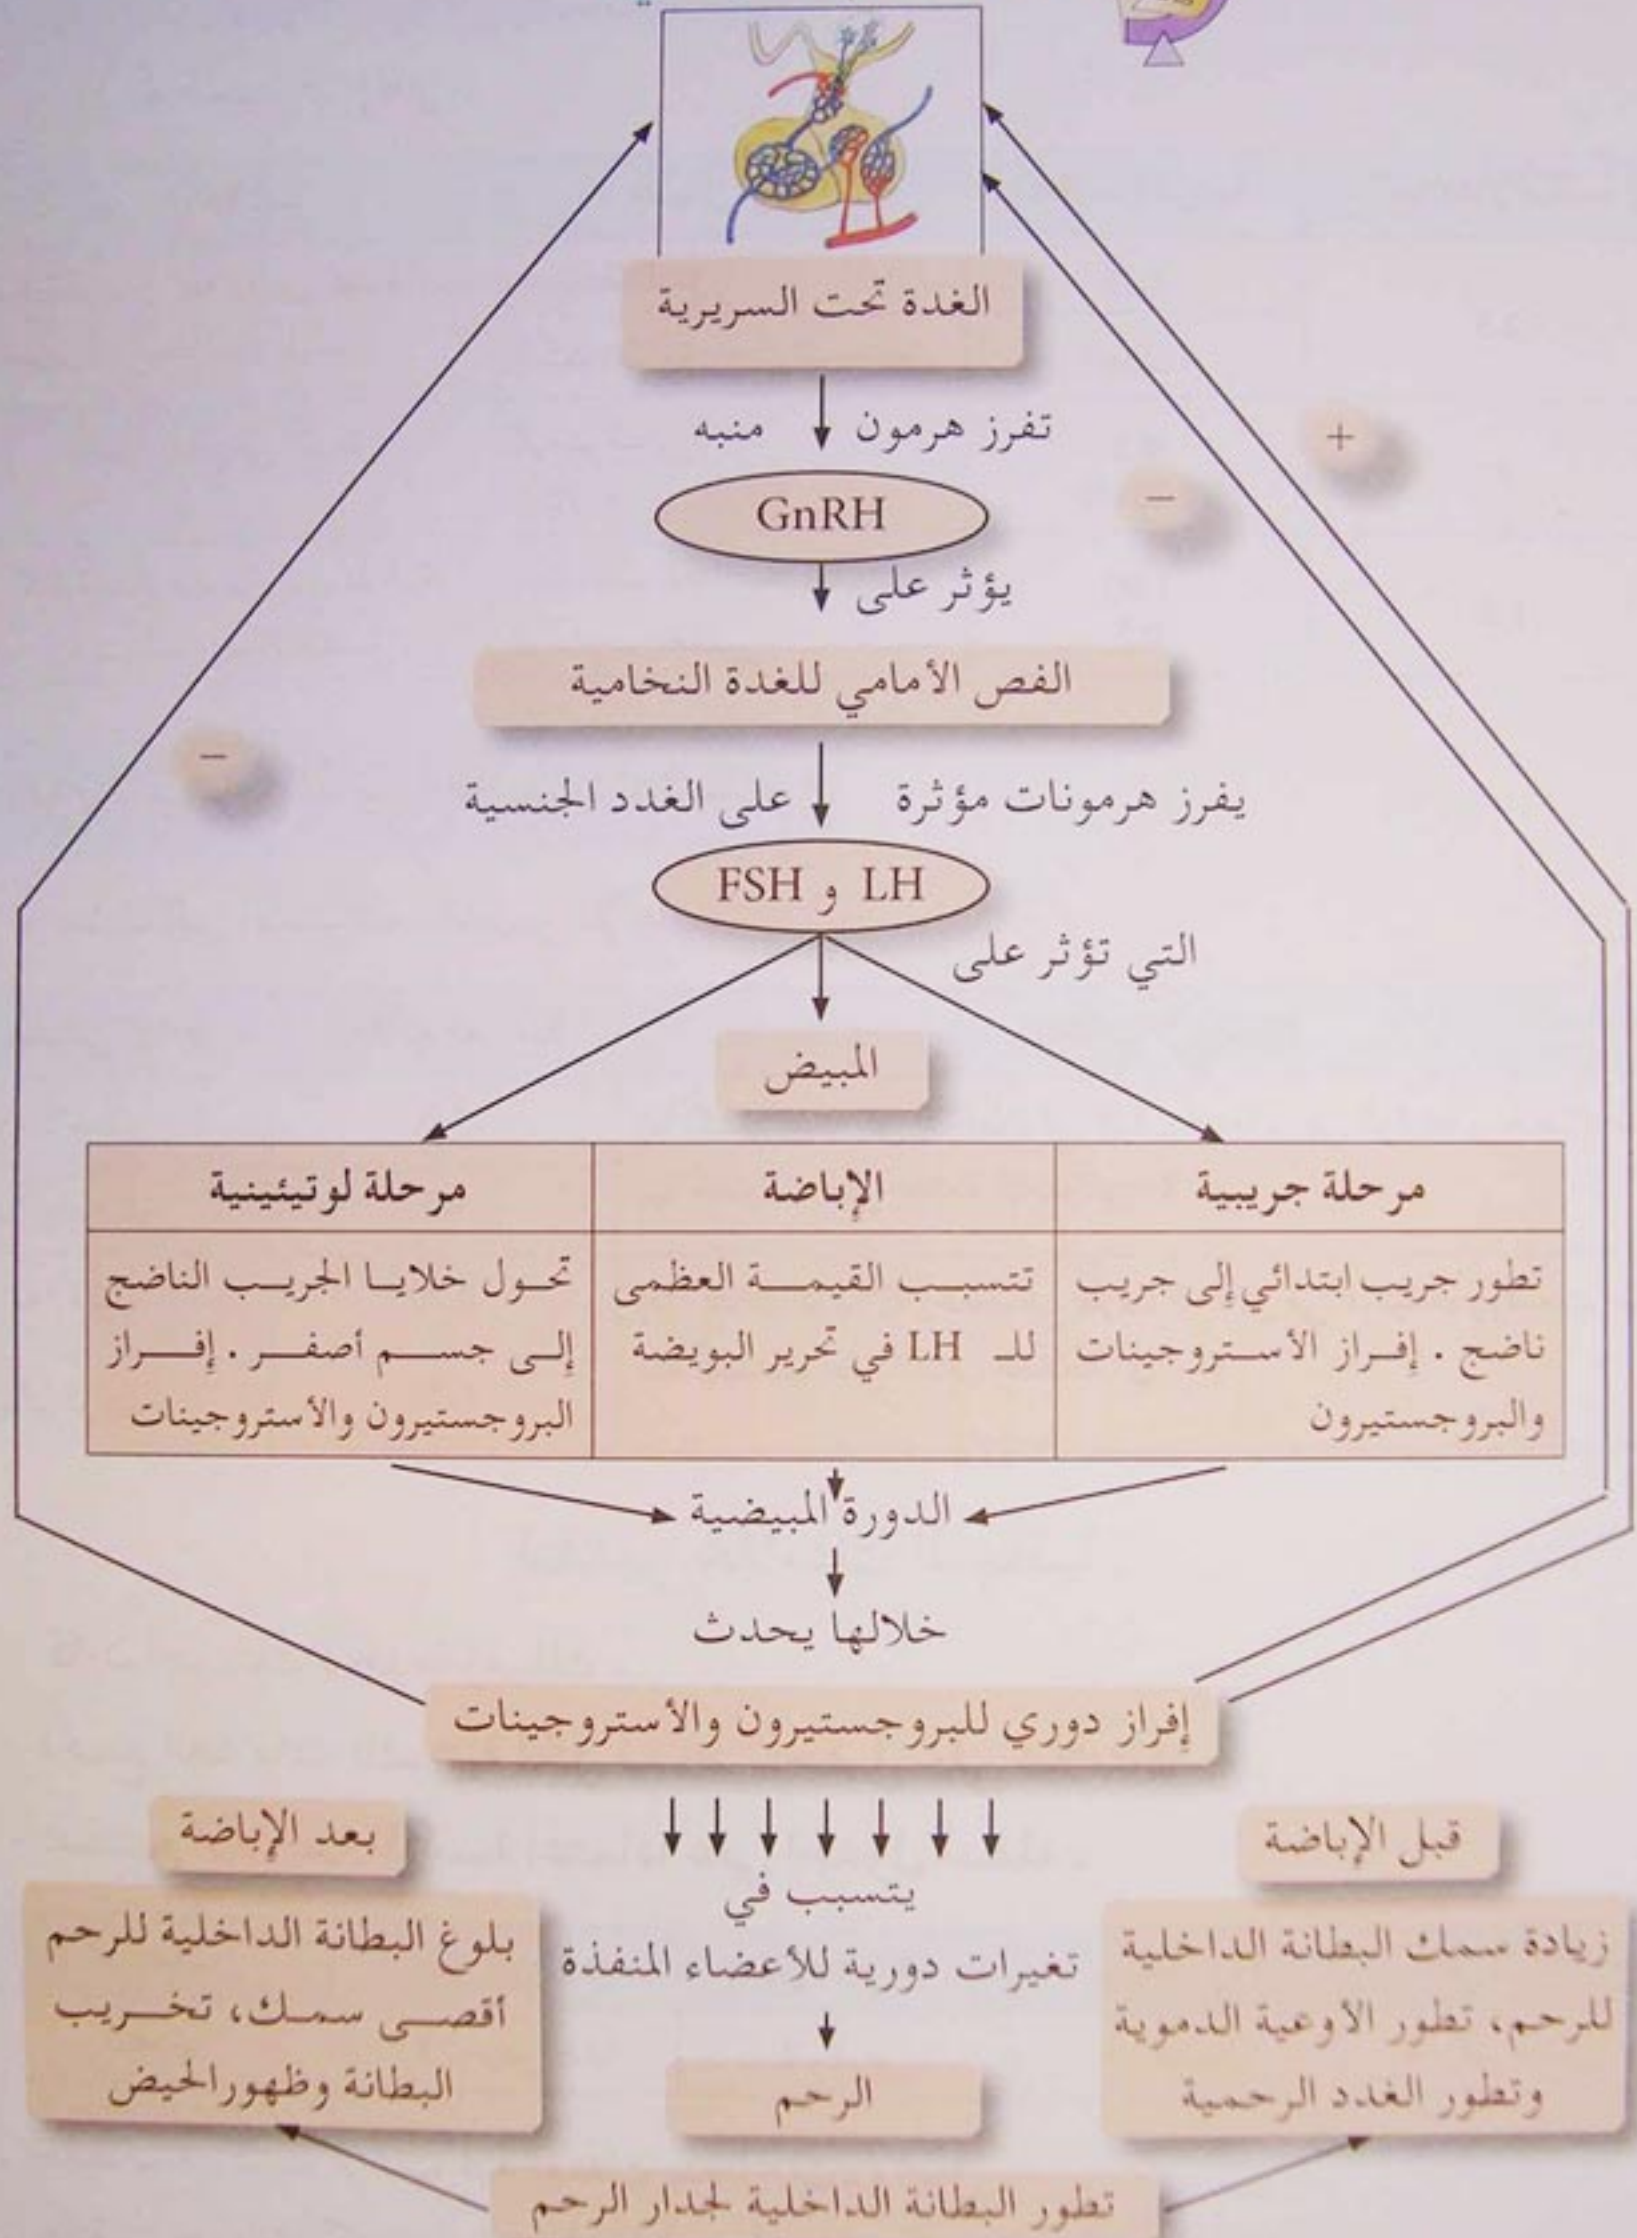 الغدة تحت السريرية
تفرز هرمون منبه
GnRH
يؤثر على
الفص الأمامي للغدة النخامية
يفرز هرمونات مؤثرة على الغدد الجنسية
LH و FSH
التي تؤثر على
المبيض
+
−
−
مرحلة جريبية
تطور جريب ابتدائي إلى جريب
ناضج . إفراز الأستروجينات
والبروجستيرون
الإباضة
تتسبب القيمة العظمى
للـ LH في تحرير البويضة
مرحلة لوتيئينية
تحول خلايا الجريب الناضج
إلى جسم أصفر . إفراز
البروجستيرون والأستروجينات
الدورة المبيضية
خلالها يحدث
إفراز دوري للبروجستيرون والأستروجينات
يتسبب في
تغيرات دورية للأعضاء المنفذة
الرحم
قبل الإباضة
زيادة سمك البطانة الداخلية
للرحم، تطور الأوعية الدموية
وتطور الغدد الرحمية
بعد الإباضة
بلوغ البطانة الداخلية للرحم
أقصى سمك، تخريب
البطانة وظهور الحيض
تطور البطانة الداخلية لجدار الرحم